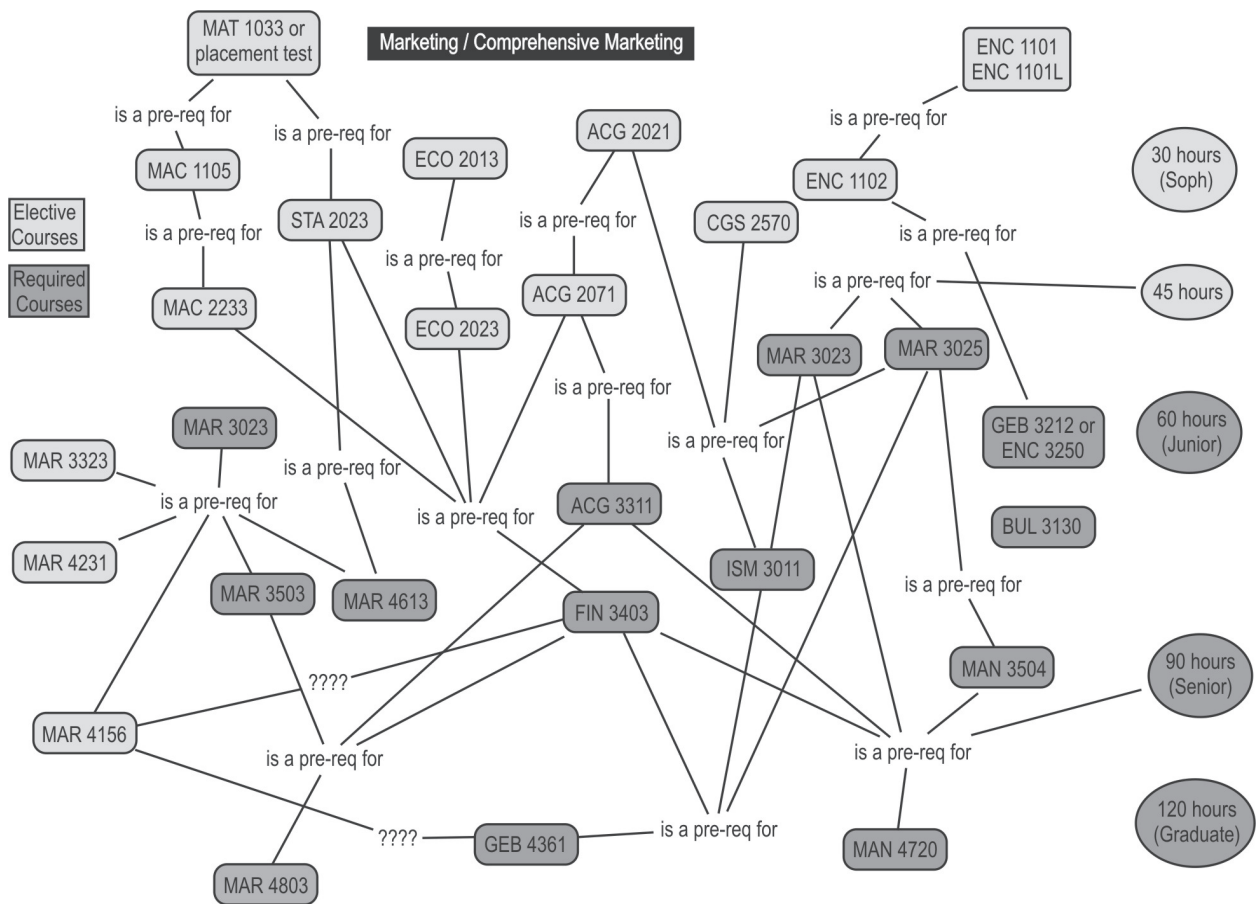 MAT 1033 or
placement test
Marketing / Comprehensive Marketing
ENC 1101
ENC 1101L
is a pre-req for
is a pre-req for
is a pre-req for
ACG 2021
ECO 2013
MAC 1105
ENC 1102
30 hours
(Soph)
Elective
Courses
STA 2023
is a pre-req for
CGS 2570
is a pre-req for
is a pre-req for
is a pre-req for
Required
Courses
is a pre-req for
MAC 2233
ACG 2071
45 hours
ECO 2023
MAR 3023
MAR 3025
is a pre-req for
MAR 3023
GEB 3212 or
ENC 3250
60 hours
(Junior)
is a pre-req for
MAR 3323
is a pre-req for
is a pre-req for
is a pre-req for
ACG 3311
BUL 3130
MAR 4231
MAR 3503
MAR 4613
ISM 3011
is a pre-req for
FIN 3403
MAN 3504
90 hours
(Senior)
????
MAR 4156
is a pre-req for
is a pre-req for
120 hours
(Graduate)
????
GEB 4361
is a pre-req for
MAN 4720
MAR 4803